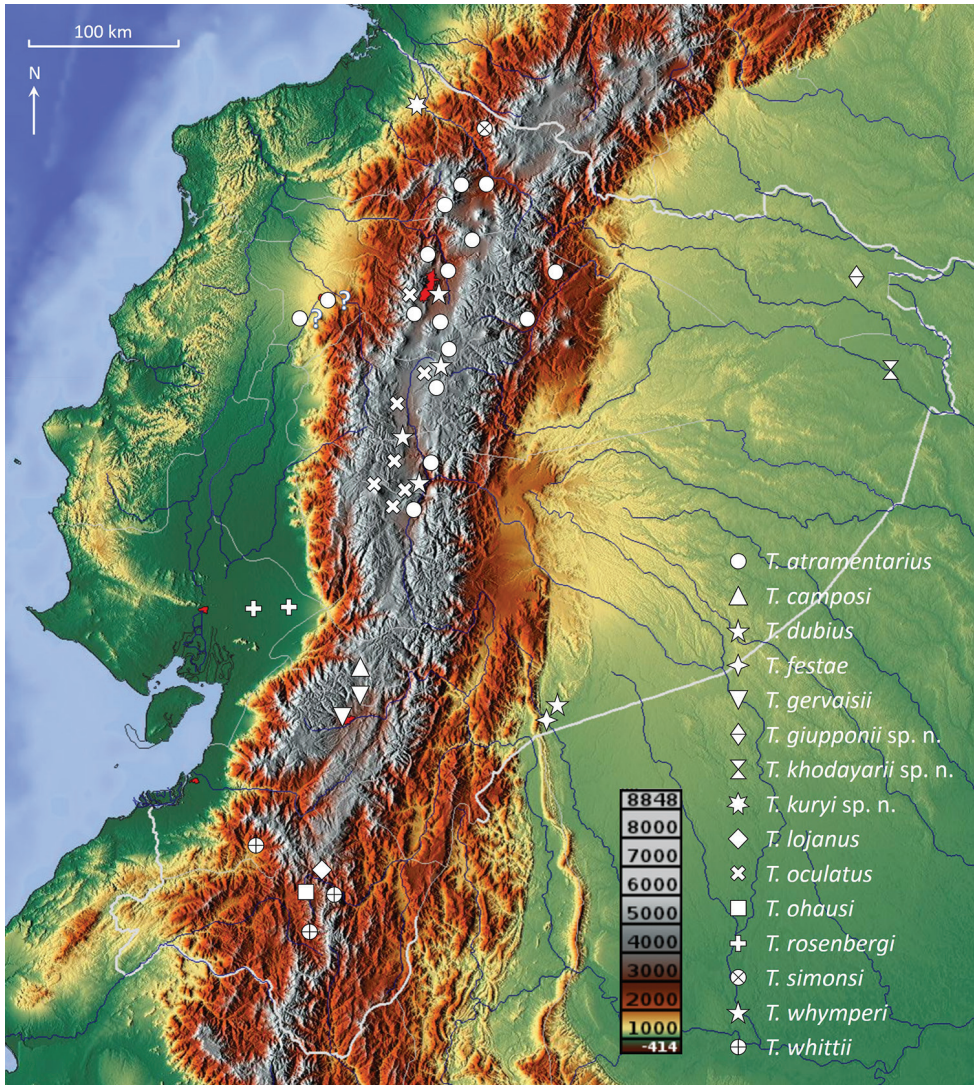 100 km
N
?
?
T. atramentarius
T. camposi
T. dubius
T. festae
T. gervaisii
T. giupponii sp. n.
T. khodayarii sp. n.
T. kuryi sp. n.
T. lojanus
T. oculatus
T. ohausi
T. rosenbergi
T. simonsi
T. whymperi
T. whittii
8848
8000
7000
6000
5000
4000
3000
2000
1000
-414